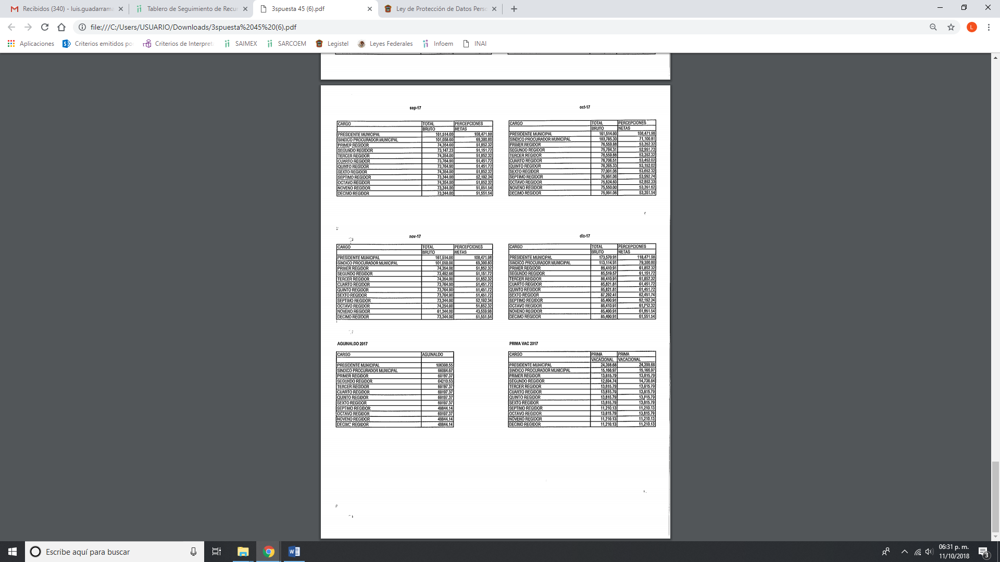 Recibidos (340) - luis.guadarrama
Tablero de Seguimiento de Recur
3spuesta 45 (6).pdf
Ley de Protección de Datos Perso
file:///C:/Users/USUARIO/Downloads/3spuesta%2045%20(6).pdf
L
Aplicaciones
Criterios emitidos po
Criterios de Interpreta
SAIMEX
SARCOEM
Legistel
Leyes Federales
Infoem
INAI
sep-17
CARGO TOTAL PERCEPCIONES
BRUTO NETAS
PRESIDENTE MUNICIPAL 161,514.00 108,471.98
SINDICO PROCURADOR MUNICIPAL 101,058.00 69,300.80
PRIMER REGIDOR 74,354.00 51,852.32
SEGUNDO REGIDOR 73,147.23 51,151.72
TERCER REGIDOR 74,354.00 51,852.32
CUARTO REGIDOR 73,764.90 51,451.72
QUINTO REGIDOR 73,764.90 51,451.72
SEXTO REGIDOR 74,354.00 51,852.32
SEPTIMO REGIDOR 73,344.00 52,192.34
OCTAVO REGIDOR 74,354.00 51,852.32
NOVENO REGIDOR 73,344.00 51,851.54
DECIMO REGIDOR 73,344.00 51,551.54
oct-17
CARGO TOTAL PERCEPCIONES
BRUTO NETAS
PRESIDENTE MUNICIPAL 161,514.00 108,471.98
SINDICO PROCURADOR MUNICIPAL 103,785.30 71,100.81
PRIMER REGIDOR 76,559.88 53,352.32
SEGUNDO REGIDOR 75,794.31 52,951.73
TERCER REGIDOR 76,559.88 53,352.32
CUARTO REGIDOR 76,706.51 53,452.02
QUINTO REGIDOR 76,265.33 53,152.02
SEXTO REGIDOR 77,001.06 53,652.32
SEPTIMO REGIDOR 75,991.06 53,992.74
OCTAVO REGIDOR 75,824.60 52,852.33
NOVENO REGIDOR 75,550.00 53,351.62
DECIMO REGIDOR 75,991.06 53,351.54
nov-17
CARGO TOTAL PERCEPCIONES
BRUTO NETAS
PRESIDENTE MUNICIPAL 161,514.00 108,471.98
SINDICO PROCURADOR MUNICIPAL 101,058.00 69,300.80
PRIMER REGIDOR 74,354.00 51,852.32
SEGUNDO REGIDOR 73,462.66 51,151.72
TERCER REGIDOR 74,354.00 51,852.32
CUARTO REGIDOR 73,764.90 51,451.72
QUINTO REGIDOR 73,764.90 51,451.72
SEXTO REGIDOR 73,764.90 51,451.72
SEPTIMO REGIDOR 73,344.00 52,192.34
OCTAVO REGIDOR 74,354.00 51,852.32
NOVENO REGIDOR 61,344.00 43,559.98
DECIMO REGIDOR 73,344.00 51,551.54
dic-17
CARGO TOTAL PERCEPCIONES
BRUTO NETAS
PRESIDENTE MUNICIPAL 173,570.91 118,471.98
SINDICO PROCURADOR MUNICIPAL 113,114.91 79,300.80
PRIMER REGIDOR 86,410.91 61,852.32
SEGUNDO REGIDOR 85,519.57 61,151.72
TERCER REGIDOR 86,410.91 61,852.32
CUARTO REGIDOR 85,821.81 61,451.72
QUINTO REGIDOR 85,821.81 61,451.72
SEXTO REGIDOR 87,292.41 62,451.74
SEPTIMO REGIDOR 85,400.91 62,192.34
OCTAVO REGIDOR 86,410.91 61,852.32
NOVENO REGIDOR 85,400.91 61,851.54
DECIMO REGIDOR 85,400.91 61,551.54
AGUINALDO 2017
CARGO AGUINALDO
PRESIDENTE MUNICIPAL 106308.55
SINDICO PROCURADOR MUNICIPAL 66084.67
PRIMER REGIDOR 60197.37
SEGUNDO REGIDOR 64210.53
TERCER REGIDOR 60197.37
CUARTO REGIDOR 60197.37
QUINTO REGIDOR 60197.37
SEXTO REGIDOR 60197.37
SEPTIMO REGIDOR 48844.14
OCTAVO REGIDOR 60197.37
NOVENO REGIDOR 48844.14
DECIMO REGIDOR 48844.14
PRIMA VAC 2017
CARGO PRIMA PRIMA
VACACIONAL VACACIONAL
PRESIDENTE MUNICIPAL 24,398.68 24,398.68
SINDICO PROCURADOR MUNICIPAL 15,166.97 15,166.97
PRIMER REGIDOR 13,815.79 13,815.79
SEGUNDO REGIDOR 12,894.74 14,736.84
TERCER REGIDOR 13,815.79 13,815.79
CUARTO REGIDOR 13,815.79 13,815.79
QUINTO REGIDOR 13,815.79 13,815.79
SEXTO REGIDOR 13,815.79 13,815.79
SEPTIMO REGIDOR 11,210.13 11,210.13
OCTAVO REGIDOR 13,815.79 13,815.79
NOVENO REGIDOR 11,210.13 11,210.13
DECIMO REGIDOR 11,210.13 11,210.13
Escribe aquí para buscar
06:31 p. m.
11/10/2018
3